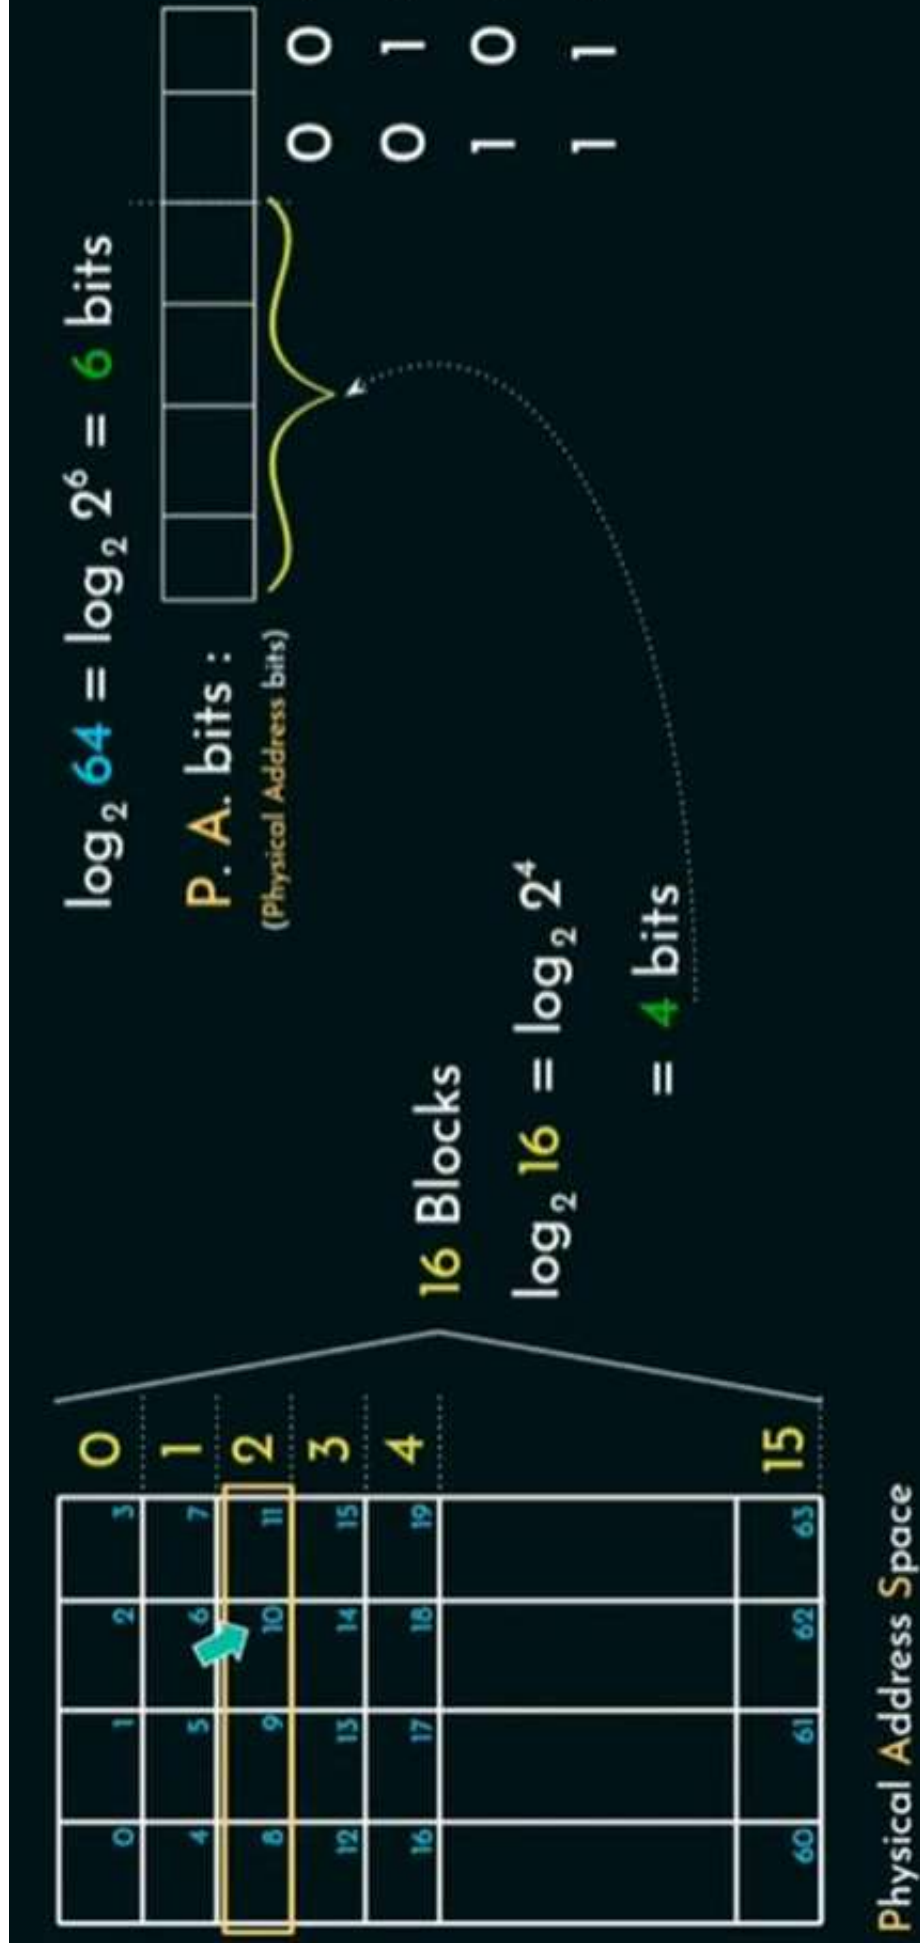 log₂ 64 = log₂ 2⁶ = 6 bits
P. A. bits :
(Physical Address bits)
0 0
0 1
1 0
1 1
0 1 2 3 0
4 5 6 7 1
8 9 10 11 2
12 13 14 15 3
16 17 18 19 4
60 61 62 63 15
16 Blocks
log₂ 16 = log₂ 2⁴
= 4 bits
Physical Address Space